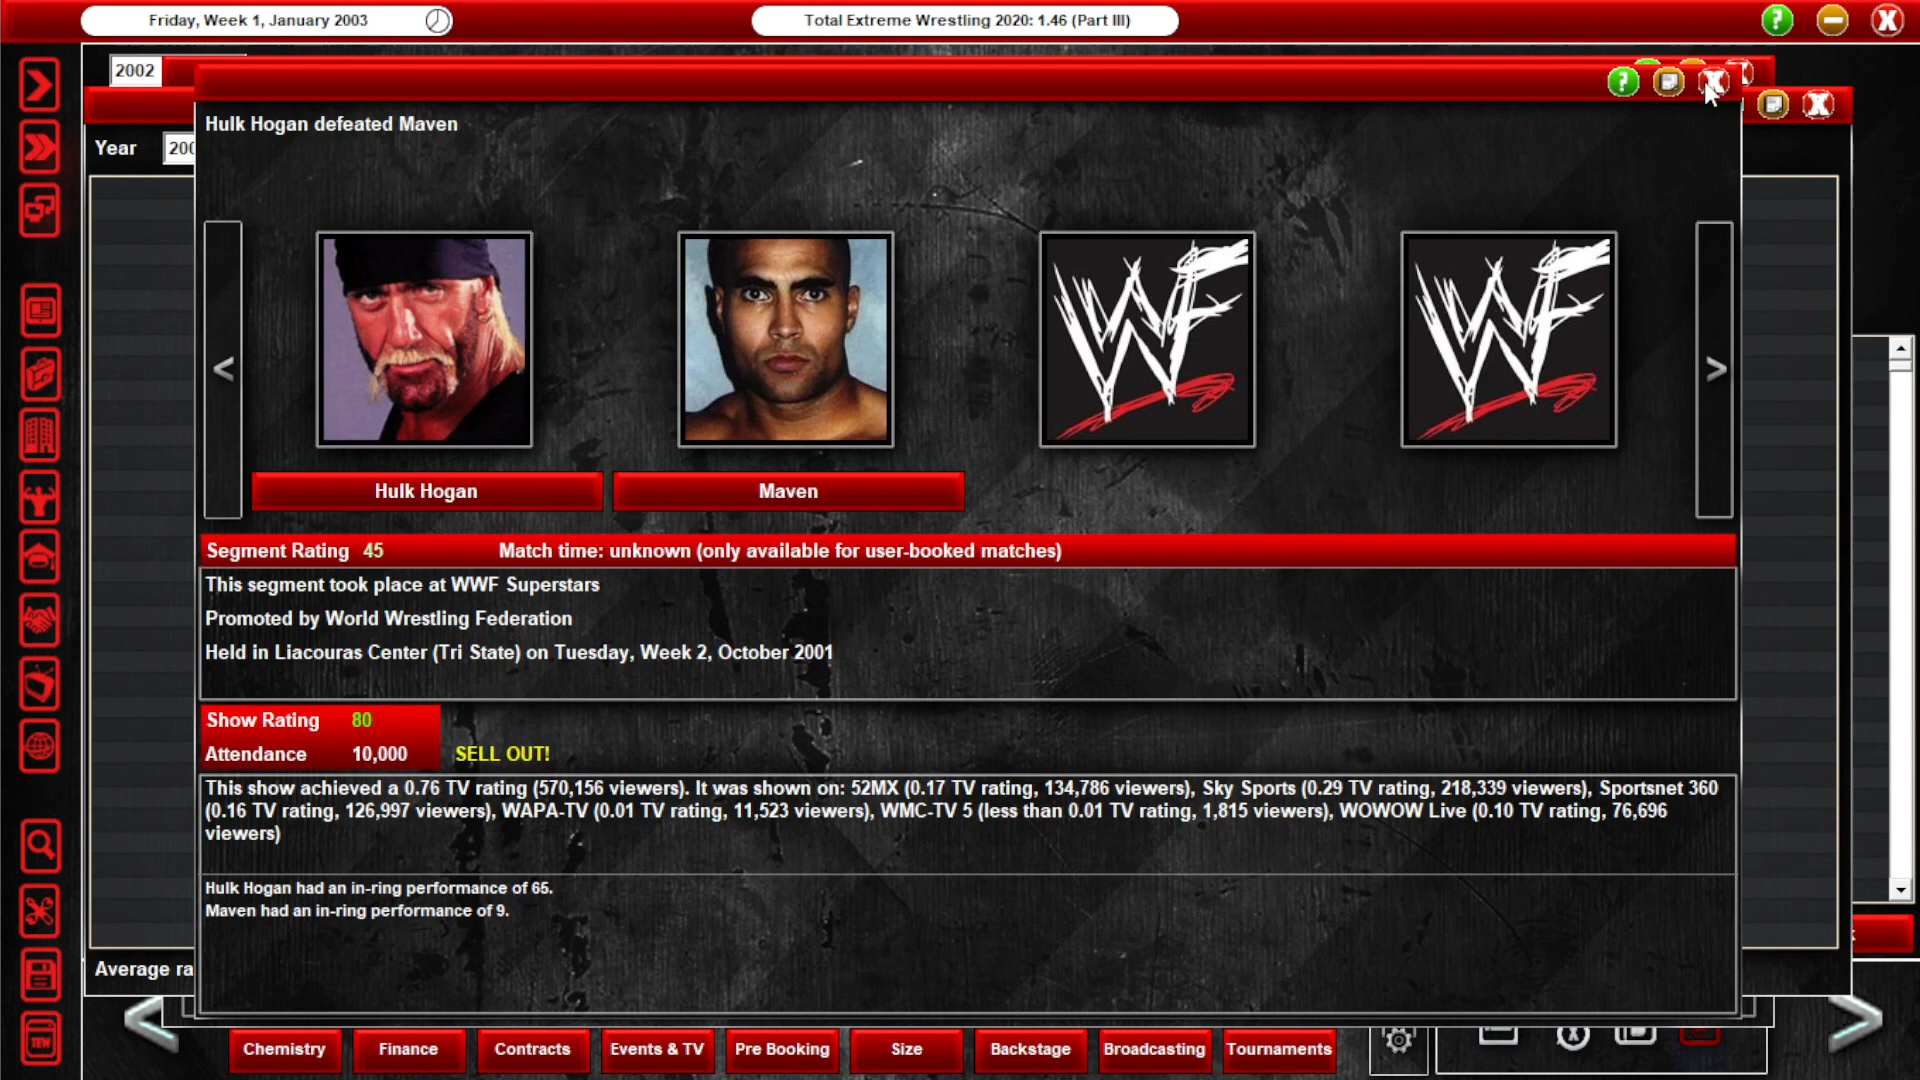 Friday, Week 1, January 2003
Total Extreme Wrestling 2020: 1.46 (Part III)
2002
Hulk Hogan defeated Maven
Year
Hulk Hogan
Maven
Segment Rating 45 Match time: unknown (only available for user-booked matches)
This segment took place at WWF Superstars
Promoted by World Wrestling Federation
Held in Liacouras Center (Tri State) on Tuesday, Week 2, October 2001
Show Rating 80
Attendance 10,000 SELL OUT!
This show achieved a 0.76 TV rating (570,156 viewers). It was shown on: 52MX (0.17 TV rating, 134,786 viewers), Sky Sports (0.29 TV rating, 218,339 viewers), Sportsnet 360
(0.16 TV rating, 126,997 viewers), WAPA-TV (0.01 TV rating, 11,523 viewers), WMC-TV 5 (less than 0.01 TV rating, 1,815 viewers), WOWOW Live (0.10 TV rating, 76,696
viewers)
Hulk Hogan had an in-ring performance of 65.
Maven had an in-ring performance of 9.
Average
TEW
Chemistry
Finance
Contracts
Events & TV
Pre Booking
Size
Backstage
Broadcasting
Tournaments